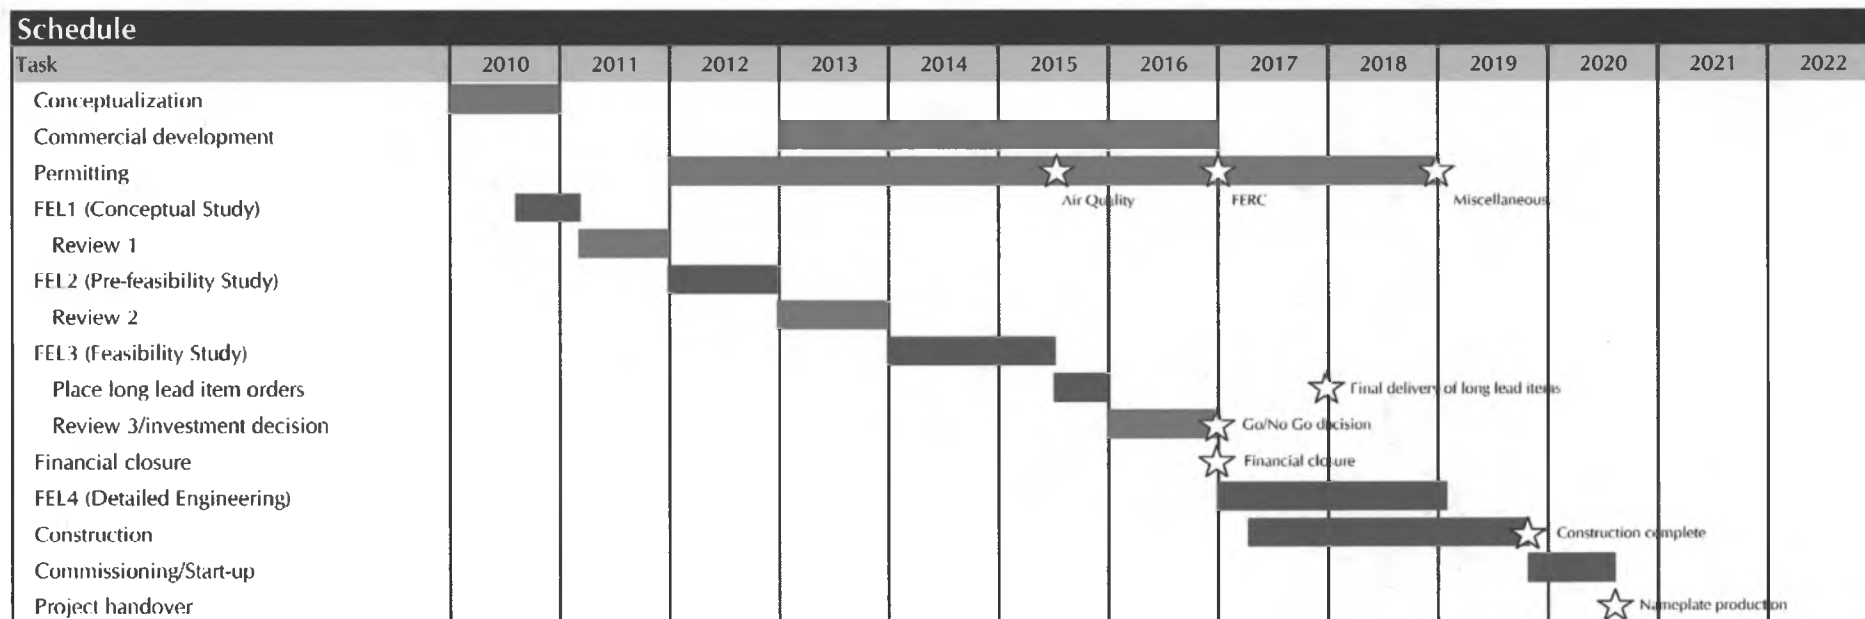 Schedule
Task 2010 2011 2012 2013 2014 2015 2016 2017 2018 2019 2020 2021 2022
Conceptualization
Commercial development
Permitting
Air Quality FERC Miscellaneous
FEL1 (Conceptual Study)
Review 1
FEL2 (Pre-feasibility Study)
Review 2
FEL3 (Feasibility Study)
Place long lead item orders Final delivery of long lead items
Review 3/investment decision Go/No Go decision
Financial closure Financial closure
FEL4 (Detailed Engineering)
Construction Construction complete
Commissioning/Start-up
Project handover Nameplate production